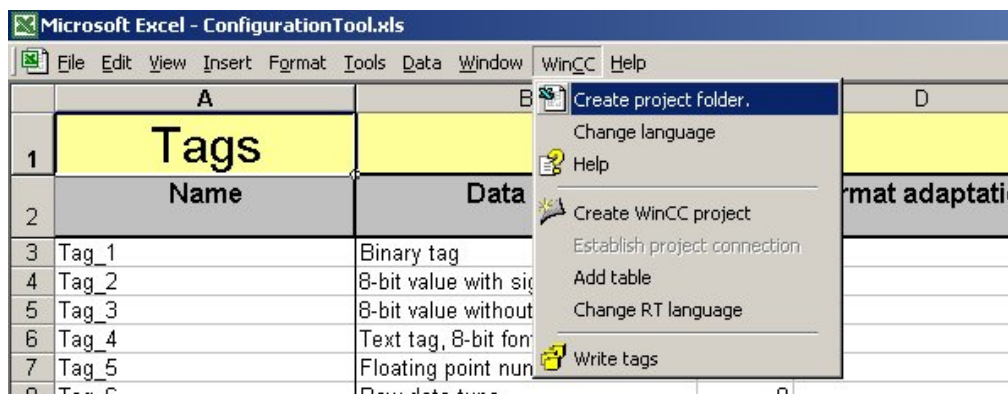 Microsoft Excel - ConfigurationTool.xls
File Edit View Insert Format Tools Data Window WinCC Help
A B D
1 Tags
2 Name Data rmat adaptati
3 Tag_1 Binary tag
4 Tag_2 8-bit value with sig
5 Tag_3 8-bit value without
6 Tag_4 Text tag, 8-bit fon
7 Tag_5 Floating point nun
Create project folder.
Change language
Help
Create WinCC project
Establish project connection
Add table
Change RT language
Write tags